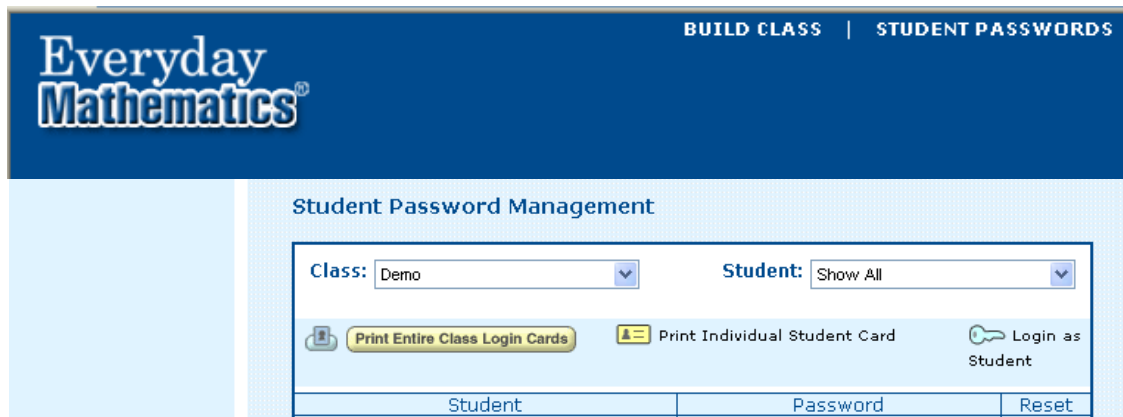 BUILD CLASS | STUDENT PASSWORDS
Everyday
Mathematics®
Student Password Management
Class: Demo Student: Show All
Print Entire Class Login Cards Print Individual Student Card Login as
Student
Student Password Reset